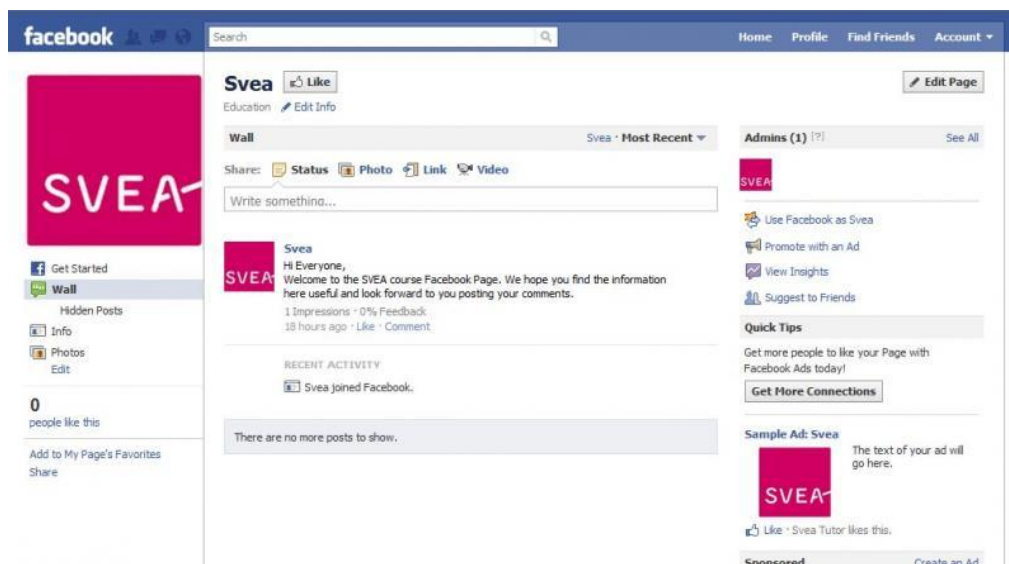 facebook
Search
Home Profile Find Friends Account
SVEA
Get Started
Wall
Hidden Posts
Info
Photos
Edit
0
people like this
Add to My Page's Favorites
Share
Svea Like
Education · Edit Info
Wall Svea · Most Recent
Share: Status Photo Link Video
Write something...
SVEA
Svea
Hi Everyone,
Welcome to the SVEA course Facebook Page. We hope you find the information
here useful and look forward to you posting your comments.
1 Impressions · 0% Feedback
18 hours ago · Like · Comment
RECENT ACTIVITY
Svea joined Facebook.
There are no more posts to show.
Edit Page
Admins (1) [?] See All
SVEA
Use Facebook as Svea
Promote with an Ad
View Insights
Suggest to Friends
Quick Tips
Get more people to like your Page with
Facebook Ads today!
Get More Connections
Sample Ad: Svea
SVEA
The text of your ad will
go here.
Like · Svea Tutor likes this.
Sponsored Create an Ad